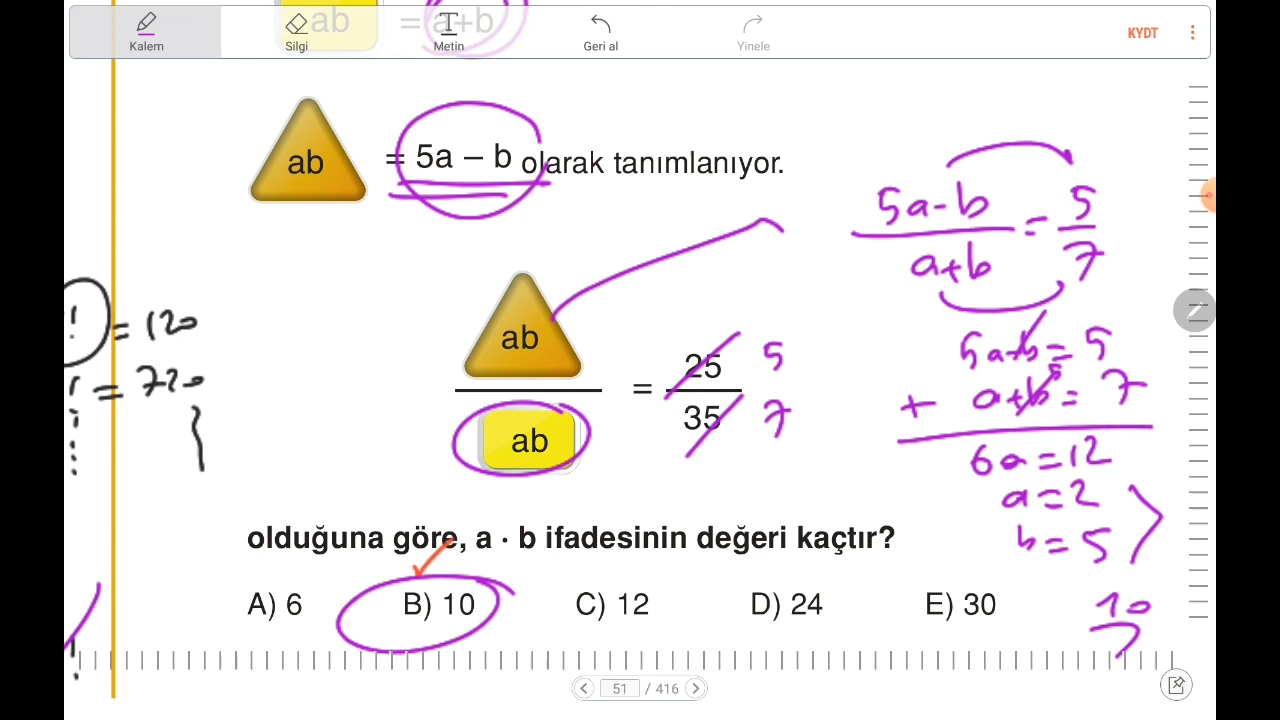 ab = a+b
Kalem Silgi Metin Geri al Yinele KYDT
ab = 5a – b olarak tanımlanıyor.
5a-b = 5
a+b 7
! = 120
= 720
ab
ab = 25 5
35 7
5a-b = 5
+ a+b = 7
6a = 12
a = 2
b = 5
olduğuna göre, a · b ifadesinin değeri kaçtır?
A) 6 B) 10 C) 12 D) 24 E) 30
10
51 / 416